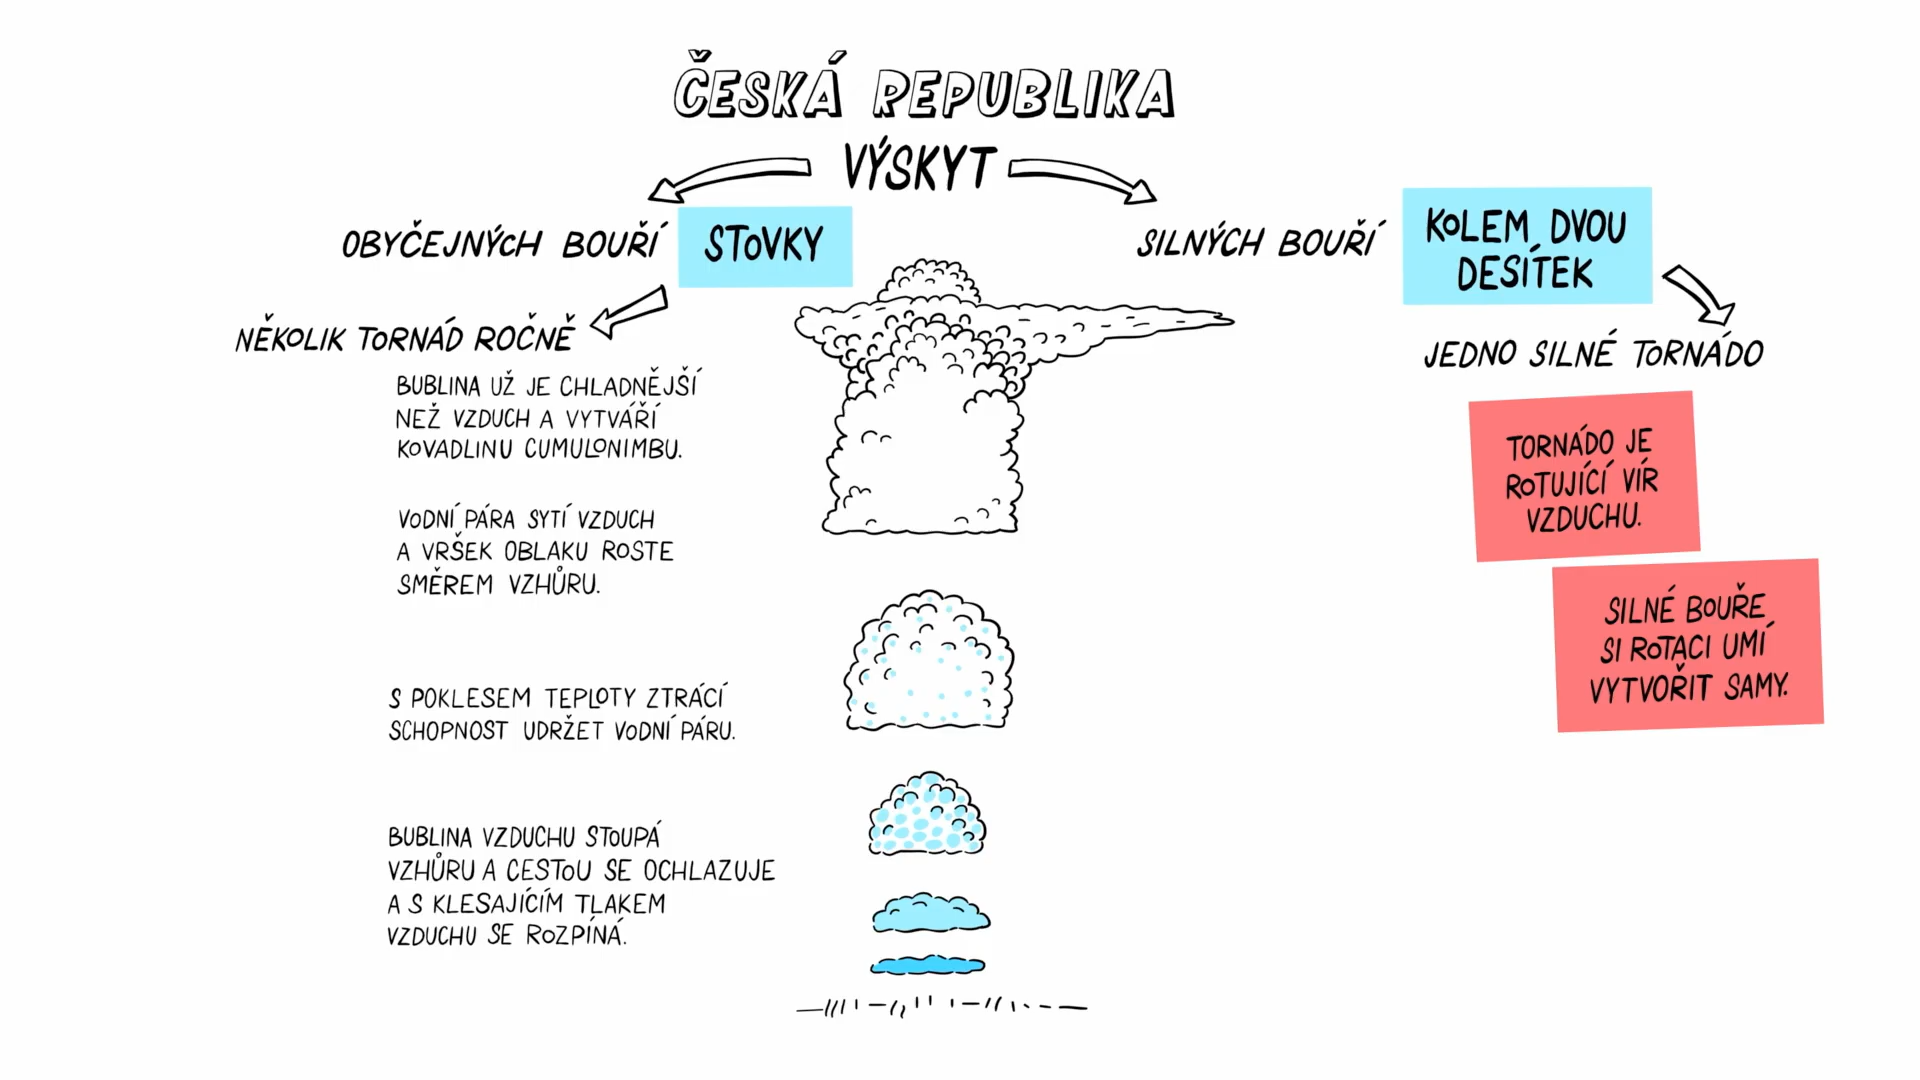 ČESKÁ REPUBLIKA
VÝSKYT
OBYČEJNÝCH BOUŘÍ
STOVKY
NĚKOLIK TORNÁD ROČNĚ
SILNÝCH BOUŘÍ
KOLEM DVOU
DESÍTEK
JEDNO SILNÉ TORNÁDO
BUBLINA UŽ JE CHLADNĚJŠÍ
NEŽ VZDUCH A VYTVÁŘÍ
KOVADLINU CUMULONIMBU.
VODNÍ PÁRA SYTÍ VZDUCH
A VRŠEK OBLAKU ROSTE
SMĚREM VZHŮRU.
S POKLESEM TEPLOTY ZTRÁCÍ
SCHOPNOST UDRŽET VODNÍ PÁRU.
BUBLINA VZDUCHU STOUPÁ
VZHŮRU A CESTOU SE OCHLAZUJE
A S KLESAJÍCÍM TLAKEM
VZDUCHU SE ROZPÍNÁ.
TORNÁDO JE
ROTUJÍCÍ VÍR
VZDUCHU.
SILNÉ BOUŘE
SI ROTACI UMÍ
VYTVOŘIT SAMY.